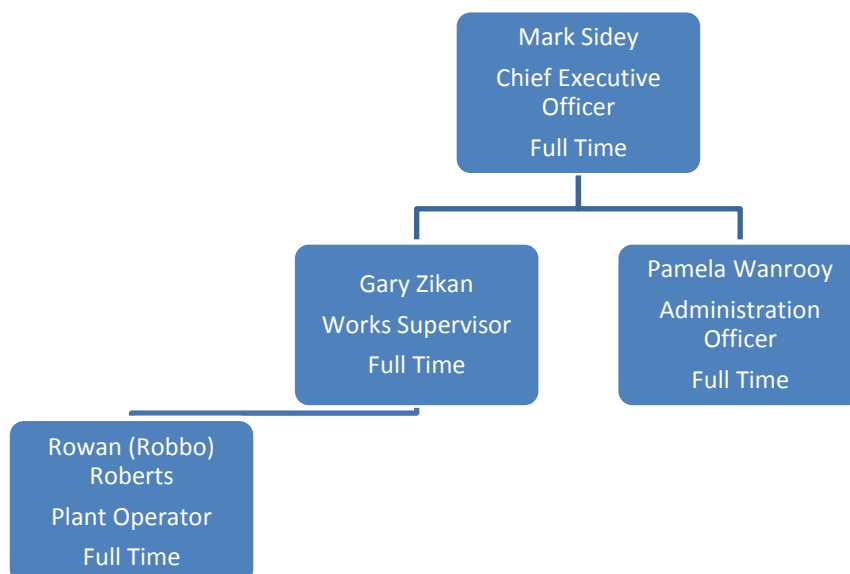 Mark Sidey
Chief Executive
Officer
Full Time
Gary Zikan
Works Supervisor
Full Time
Pamela Wanrooy
Administration
Officer
Full Time
Rowan (Robbo)
Roberts
Plant Operator
Full Time